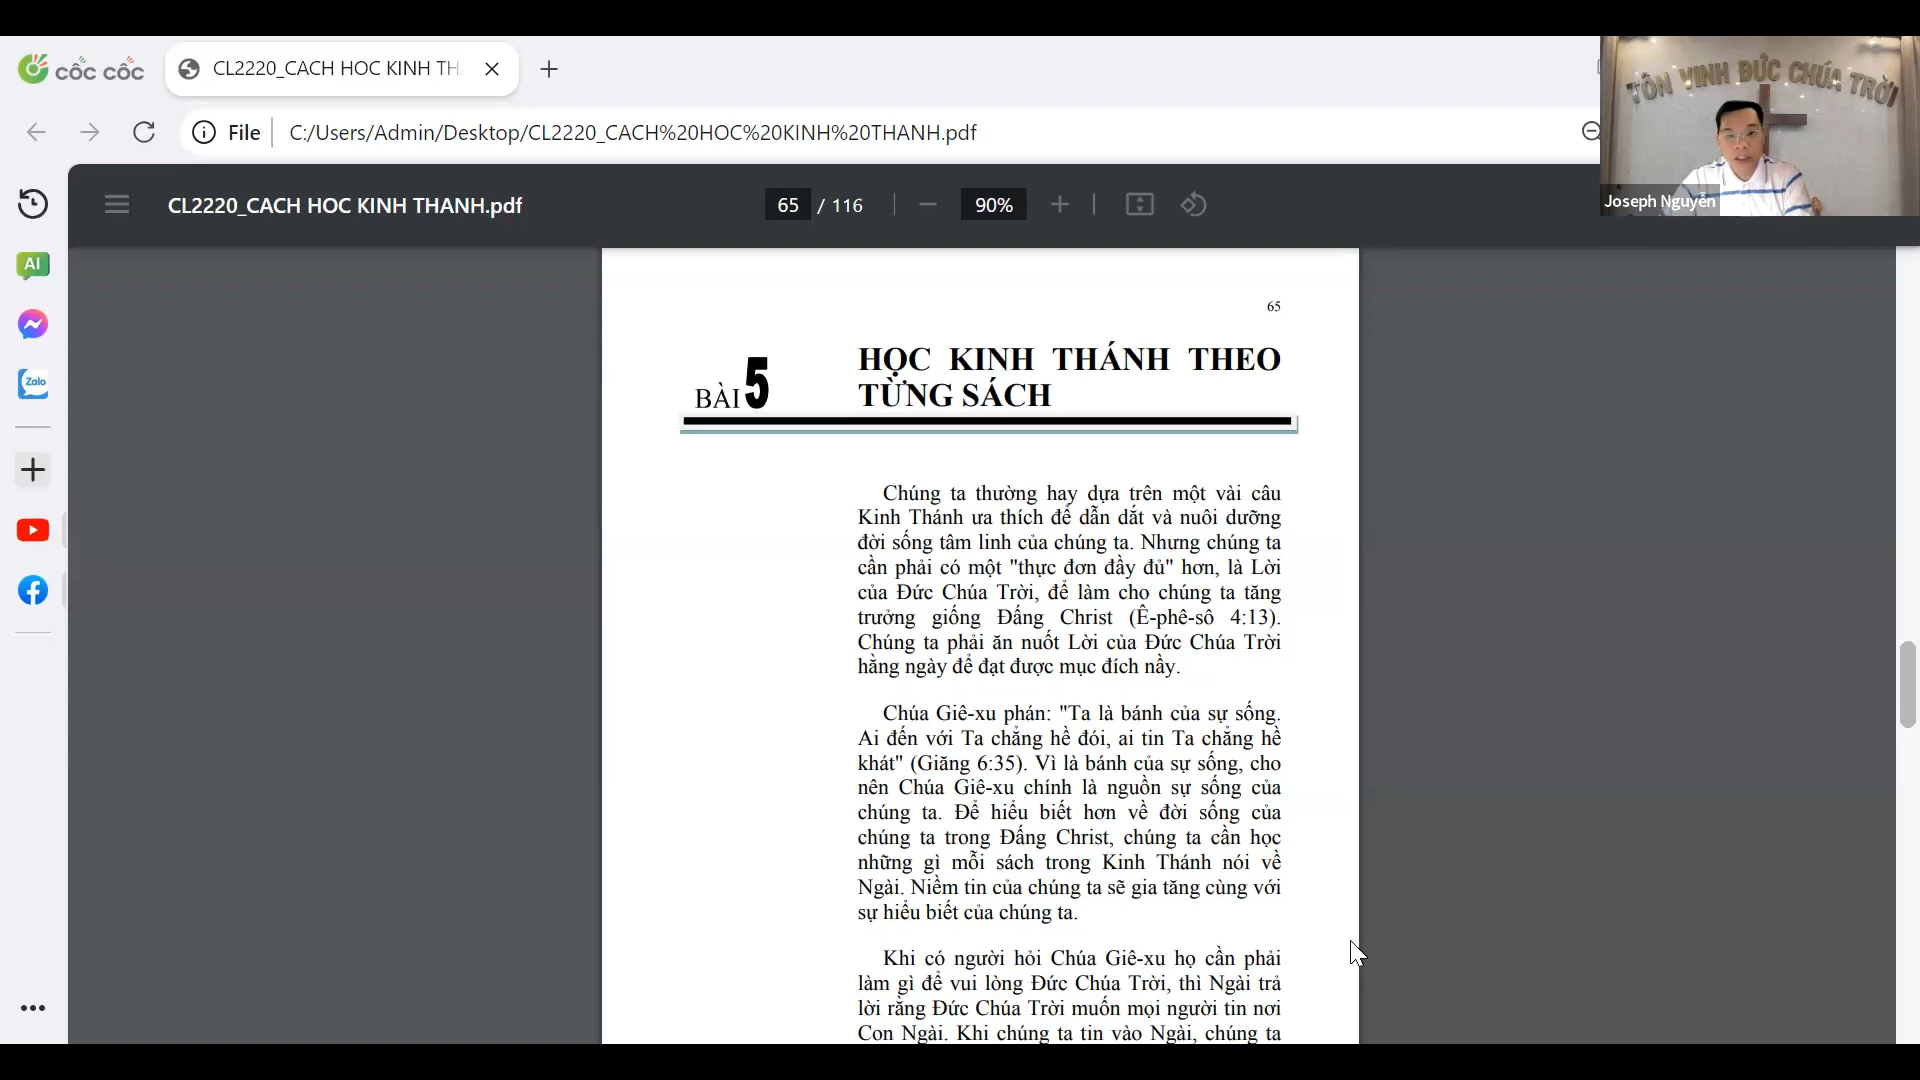 cốc cốc
CL2220_CACH HOC KINH TH
File
C:/Users/Admin/Desktop/CL2220_CACH%20HOC%20KINH%20THANH.pdf
TÔN VINH ĐỨC CHÚA TRỜI
Joseph Nguyễn
AI
Zalo
CL2220_CACH HOC KINH THANH.pdf
65 / 116
90%
65
BÀI 5
HỌC KINH THÁNH THEO
TỪNG SÁCH
Chúng ta thường hay dựa trên một vài câu
Kinh Thánh ưa thích để dẫn dắt và nuôi dưỡng
đời sống tâm linh của chúng ta. Nhưng chúng ta
cần phải có một "thực đơn đầy đủ" hơn, là Lời
của Đức Chúa Trời, để làm cho chúng ta tăng
trưởng giống Đấng Christ (Ê-phê-sô 4:13).
Chúng ta phải ăn nuốt Lời của Đức Chúa Trời
hằng ngày để đạt được mục đích nầy.
Chúa Giê-xu phán: "Ta là bánh của sự sống.
Ai đến với Ta chẳng hề đói, ai tin Ta chẳng hề
khát" (Giăng 6:35). Vì là bánh của sự sống, cho
nên Chúa Giê-xu chính là nguồn sự sống của
chúng ta. Để hiểu biết hơn về đời sống của
chúng ta trong Đấng Christ, chúng ta cần học
những gì mỗi sách trong Kinh Thánh nói về
Ngài. Niềm tin của chúng ta sẽ gia tăng cùng với
sự hiểu biết của chúng ta.
Khi có người hỏi Chúa Giê-xu họ cần phải
làm gì để vui lòng Đức Chúa Trời, thì Ngài trả
lời rằng Đức Chúa Trời muốn mọi người tin nơi
Con Ngài. Khi chúng ta tin vào Ngài, chúng ta